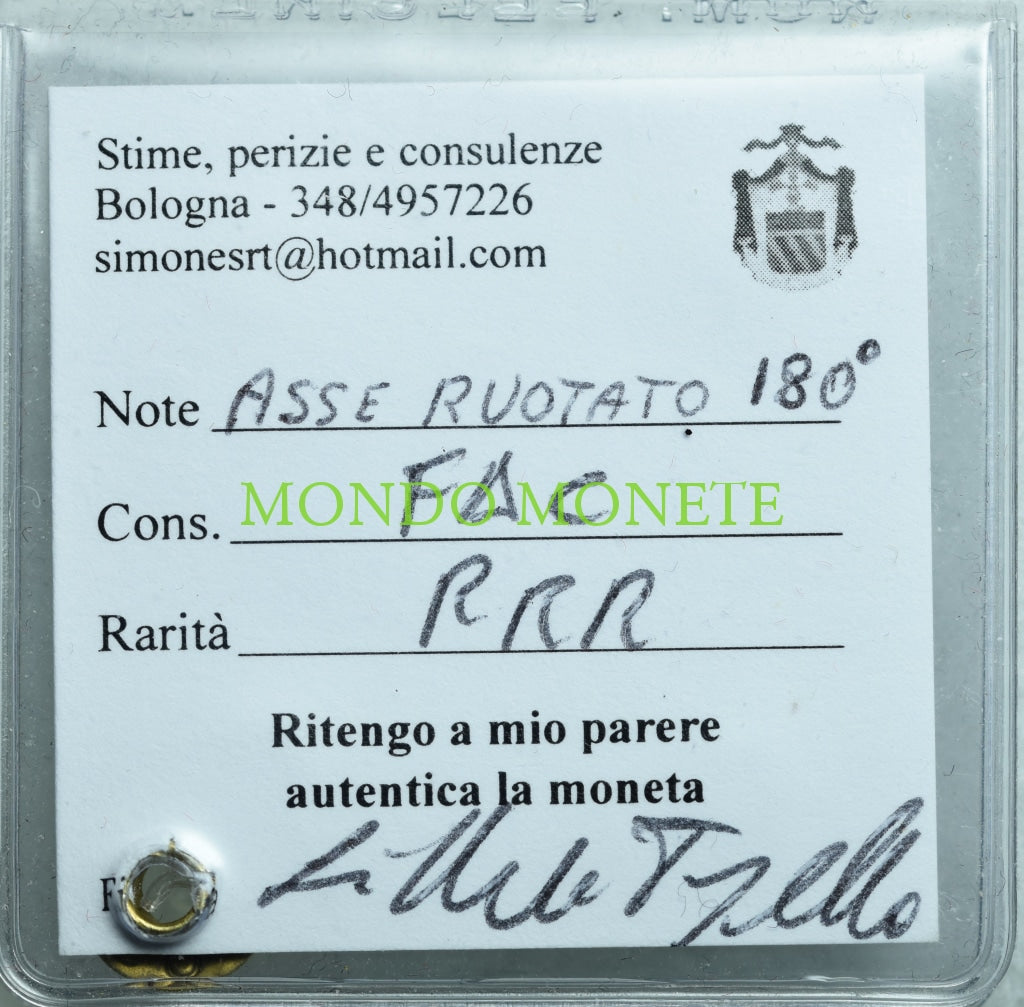 Stime, perizie e consulenze
Bologna - 348/4957226
simonesrt@hotmail.com
Note ASSE RUOTATO 180°
Cons. FDC
MONDO MONETE
Rarità RRR
Ritengo a mio parere
autentica la moneta